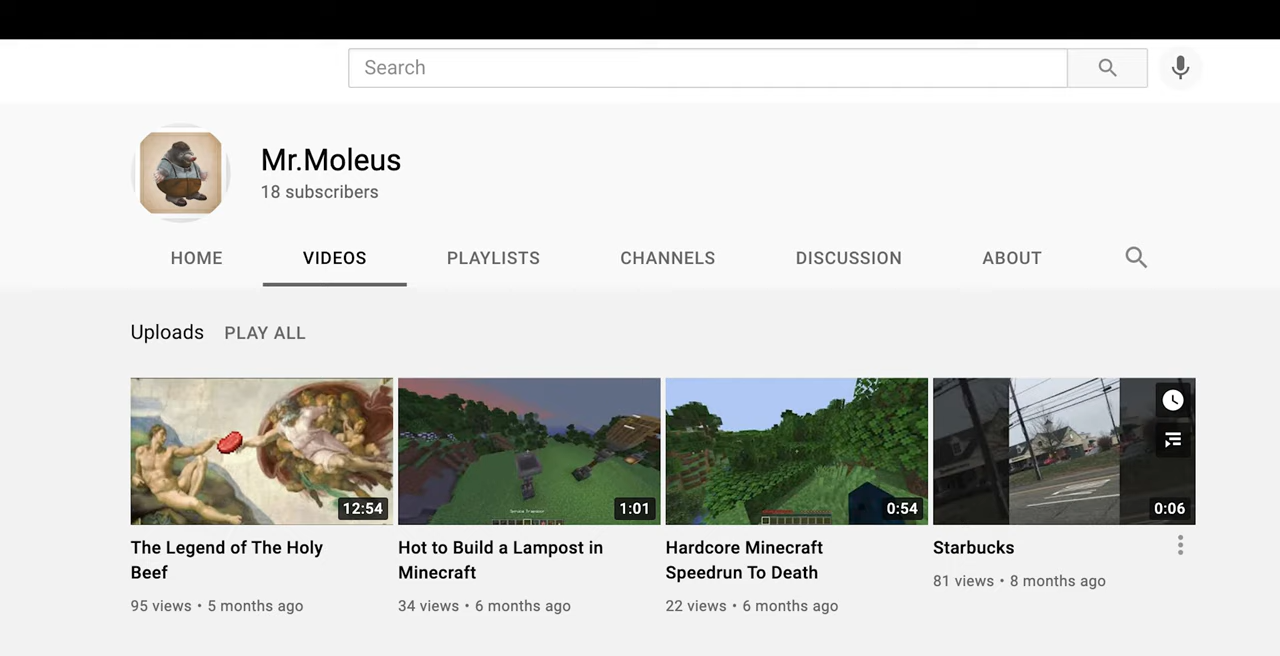 Search
Mr.Moleus
18 subscribers
HOME VIDEOS PLAYLISTS CHANNELS DISCUSSION ABOUT
Uploads PLAY ALL
12:54
1:01
0:54
0:06
The Legend of The Holy
Beef
95 views • 5 months ago
Hot to Build a Lampost in
Minecraft
34 views • 6 months ago
Hardcore Minecraft
Speedrun To Death
22 views • 6 months ago
Starbucks
81 views • 8 months ago